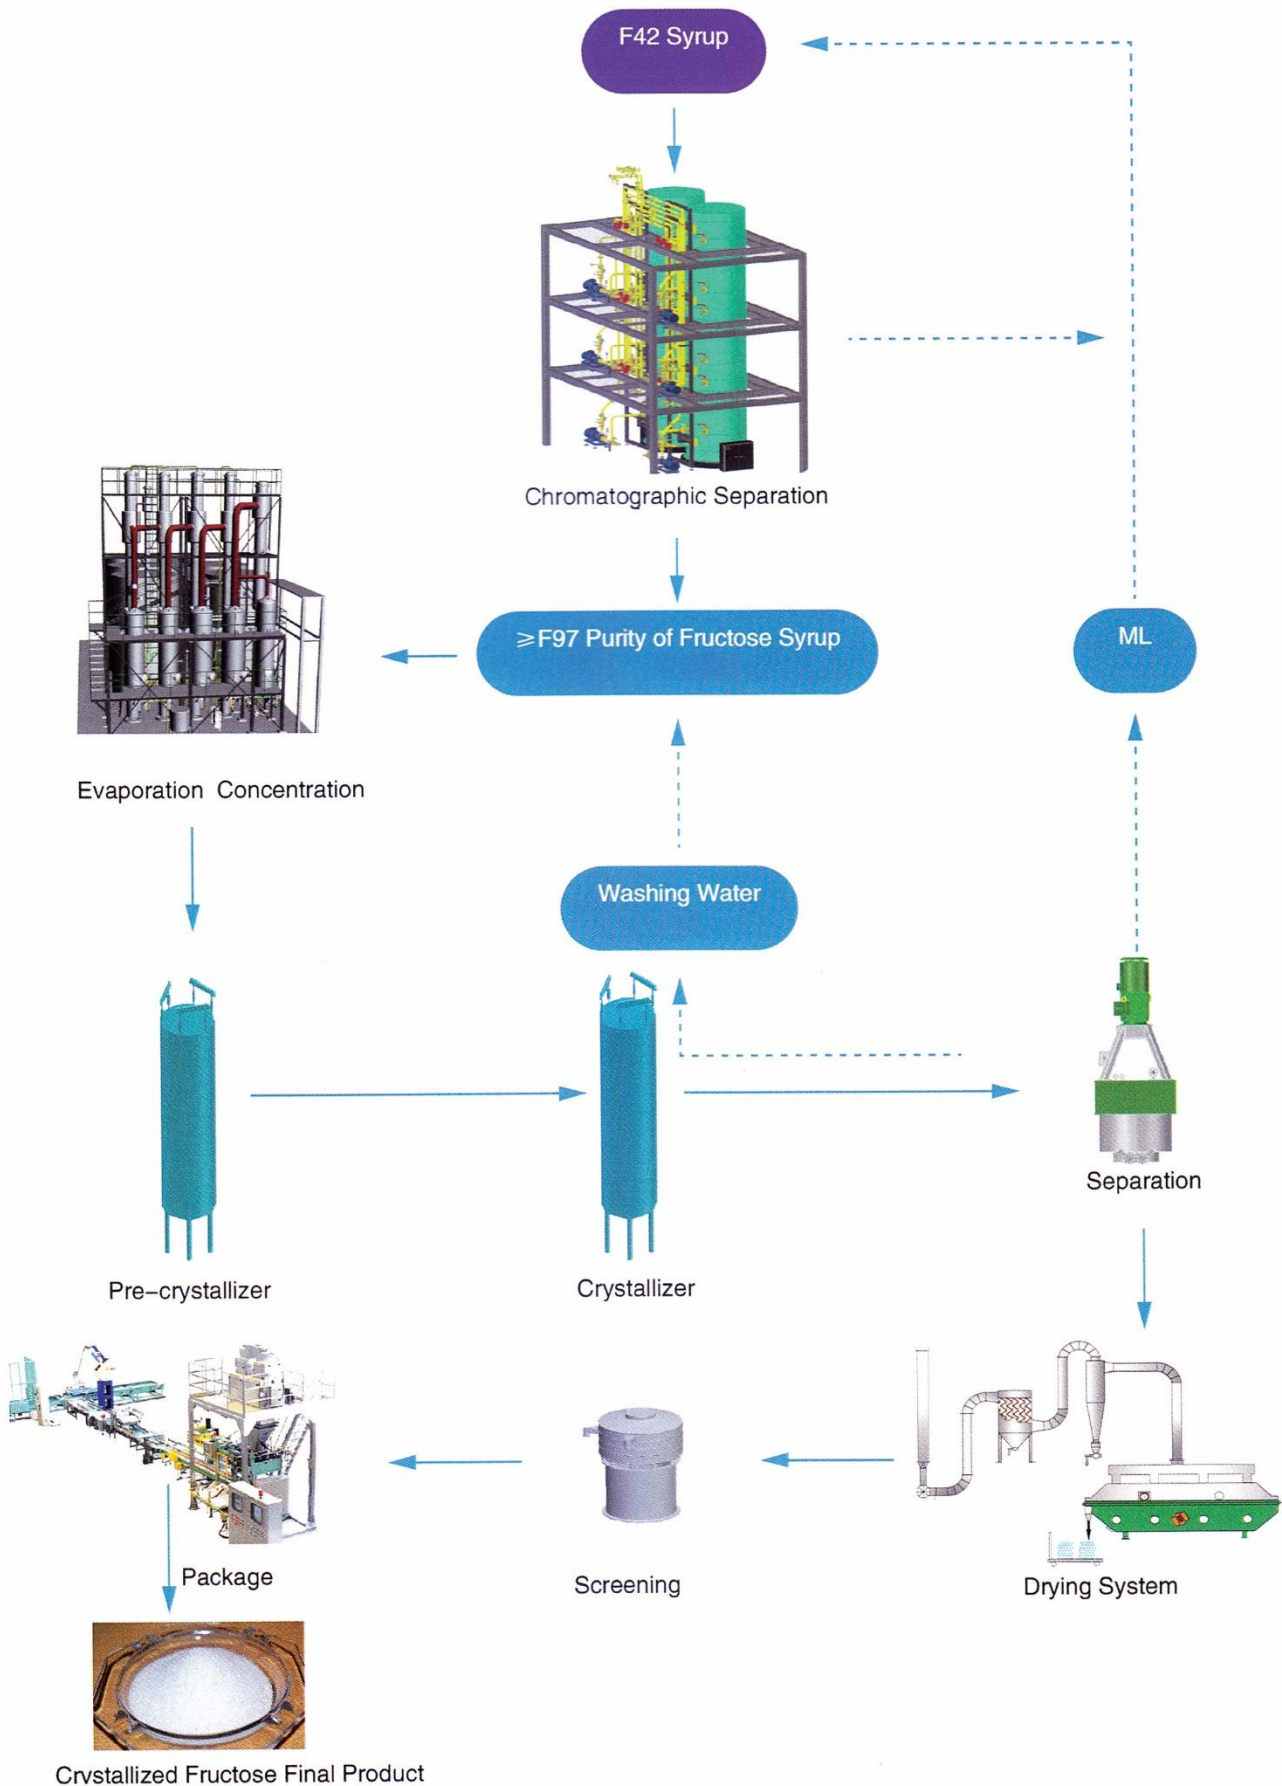 F42 Syrup
Chromatographic Separation
≥F97 Purity of Fructose Syrup
ML
Evaporation Concentration
Washing Water
Separation
Pre-crystallizer
Crystallizer
Package
Screening
Drying System
Crystallized Fructose Final Product